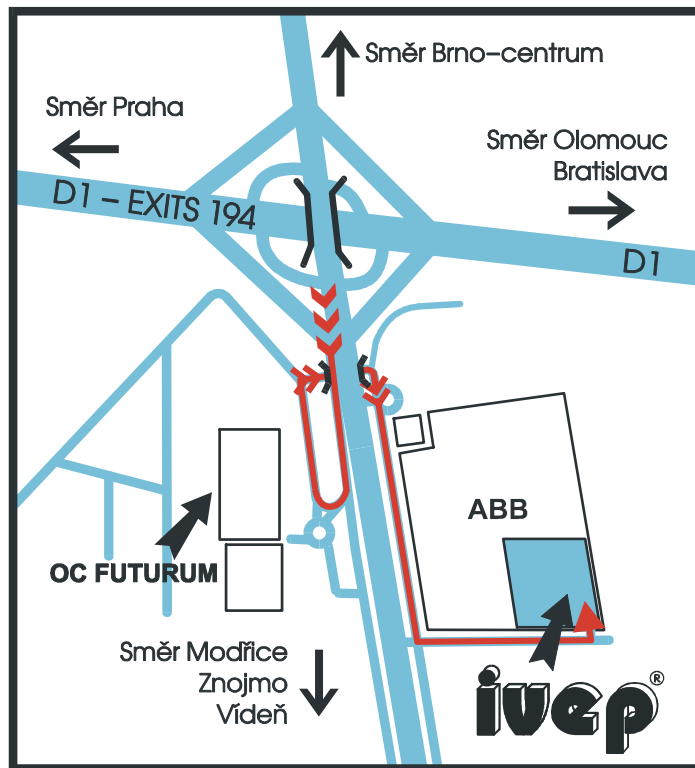 Směr Brno–centrum
Směr Praha
Směr Olomouc
Bratislava
D1 – EXITS 194
D1
ABB
OC FUTURUM
Směr Modřice
Znojmo
Vídeň
ivep®